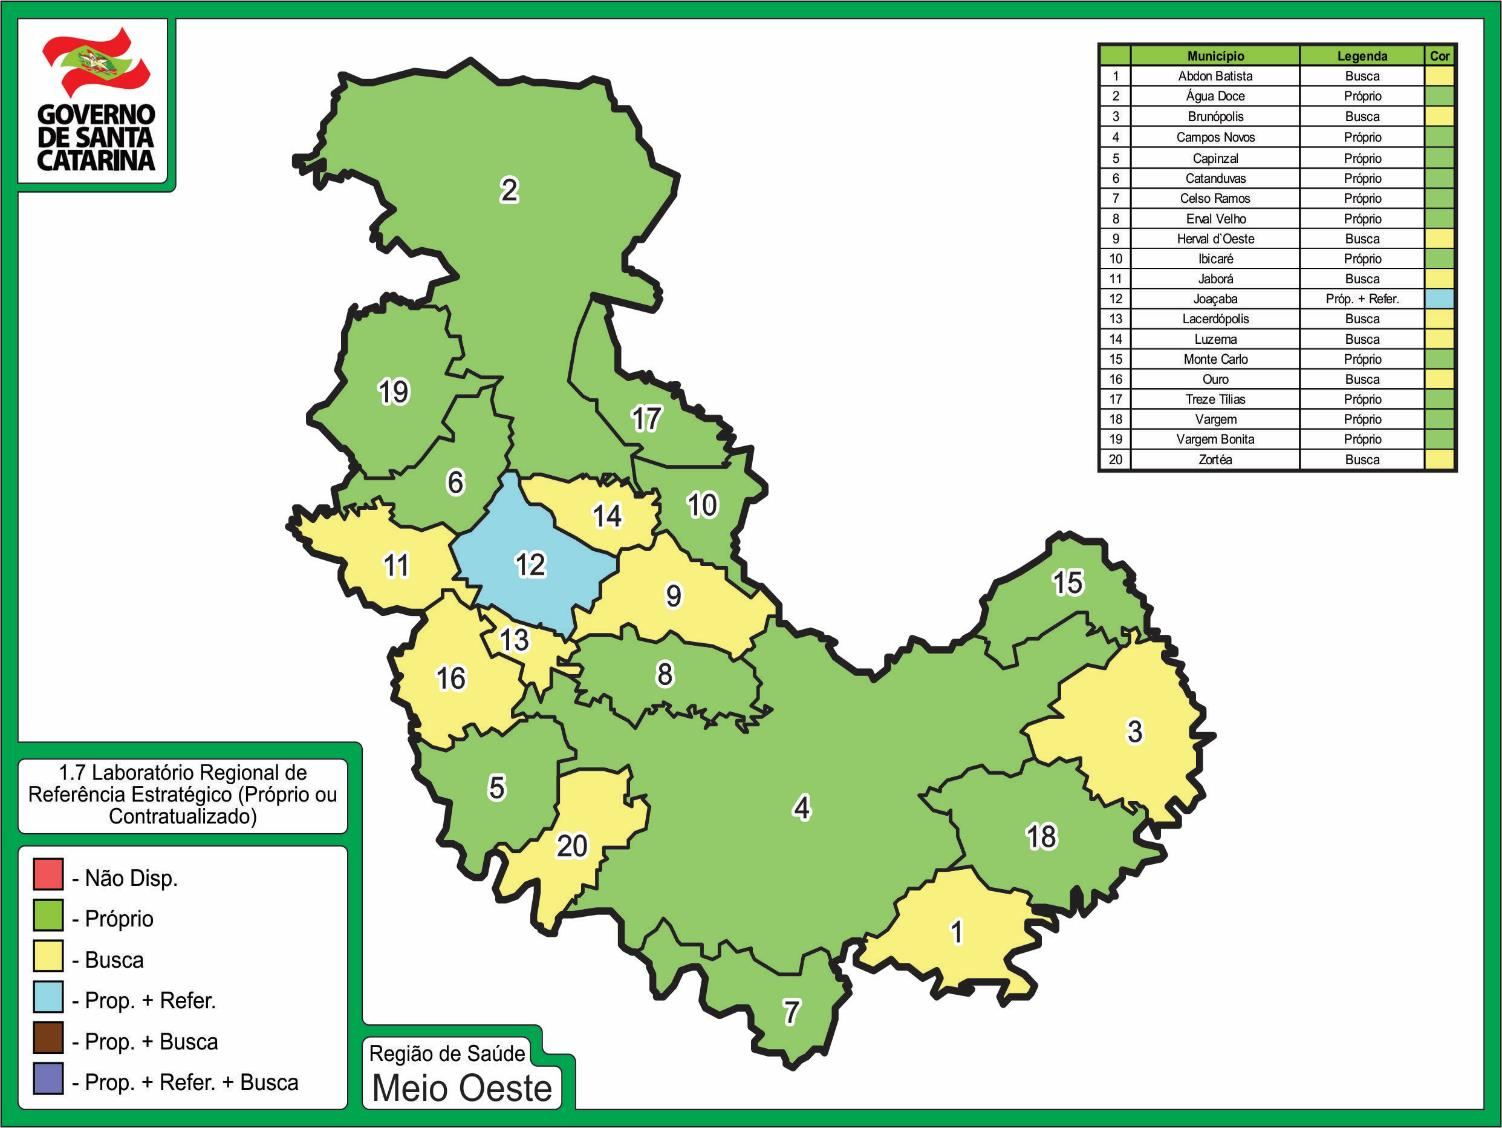 GOVERNO
DE SANTA
CATARINA
Município Legenda Cor
1 Abdon Batista Busca
2 Água Doce Próprio
3 Brunópolis Busca
4 Campos Novos Próprio
5 Capinzal Próprio
6 Catanduvas Próprio
7 Celso Ramos Próprio
8 Erval Velho Próprio
9 Herval d`Oeste Busca
10 Ibicaré Próprio
11 Jaborá Busca
12 Joaçaba Próp. + Refer.
13 Lacerdópolis Busca
14 Luzerna Busca
15 Monte Carlo Próprio
16 Ouro Busca
17 Treze Tílias Próprio
18 Vargem Próprio
19 Vargem Bonita Próprio
20 Zortéa Busca
2
19
17
6
10
14
11
12
15
9
13
8
16
3
5
4
20
18
1
7
1.7 Laboratório Regional de
Referência Estratégico (Próprio ou
Contratualizado)
- Não Disp.
- Próprio
- Busca
- Prop. + Refer.
- Prop. + Busca
- Prop. + Refer. + Busca
Região de Saúde
Meio Oeste